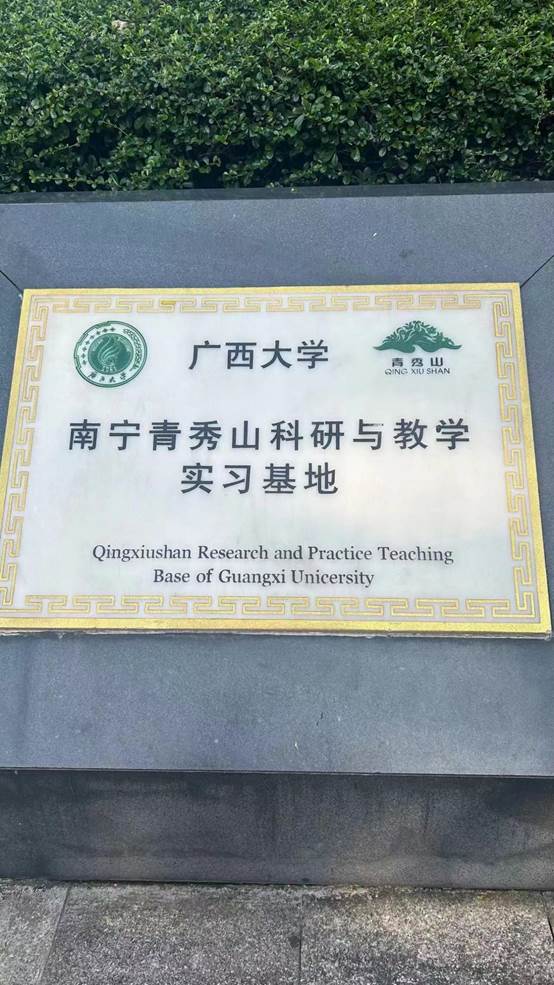 广西大学
青秀山
QING XIU SHAN
南宁青秀山科研与教学
实习基地
Qingxiushan Research and Practice Teaching
Base of Guangxi Unicersity